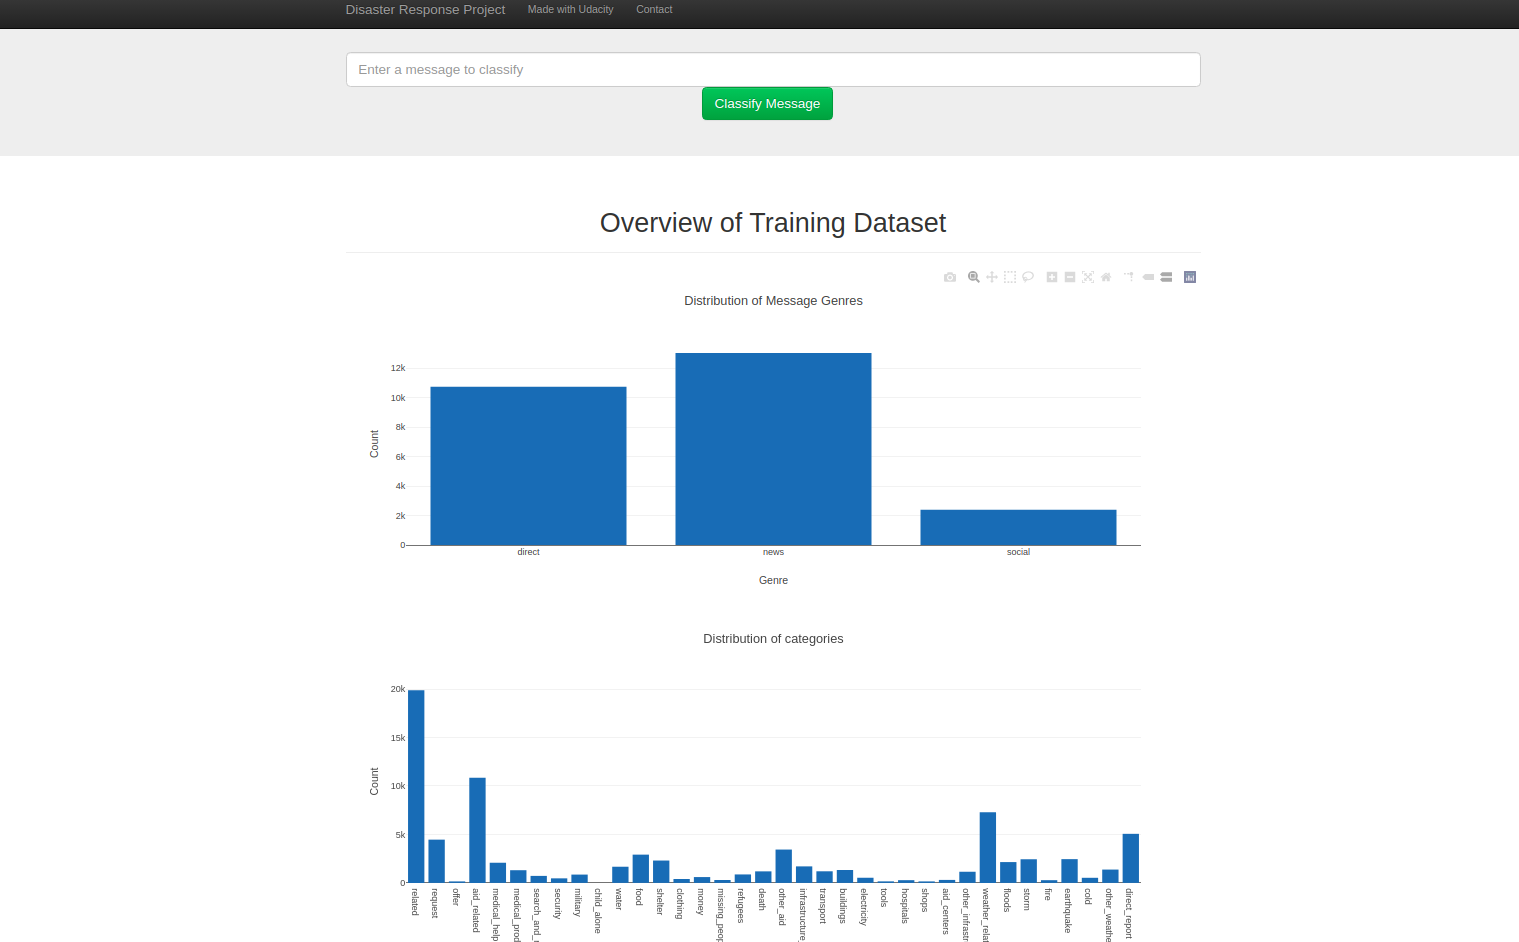 Disaster Response Project Made with Udacity Contact
Enter a message to classify
Classify Message
Overview of Training Dataset
Distribution of Message Genres
12k
10k
8k
6k
4k
2k
0
Count
direct news social
Genre
Distribution of categories
20k
15k
10k
5k
0
Count
related
request
offer
aid_related
medical_help
medical_prod
search_and_
security
military
child_alone
water
food
shelter
clothing
money
missing_peop
refugees
death
other_aid
infrastructure_
transport
buildings
electricity
tools
hospitals
shops
aid_centers
other_infrastr
weather_relat
floods
storm
fire
earthquake
cold
other_weathe
direct_report